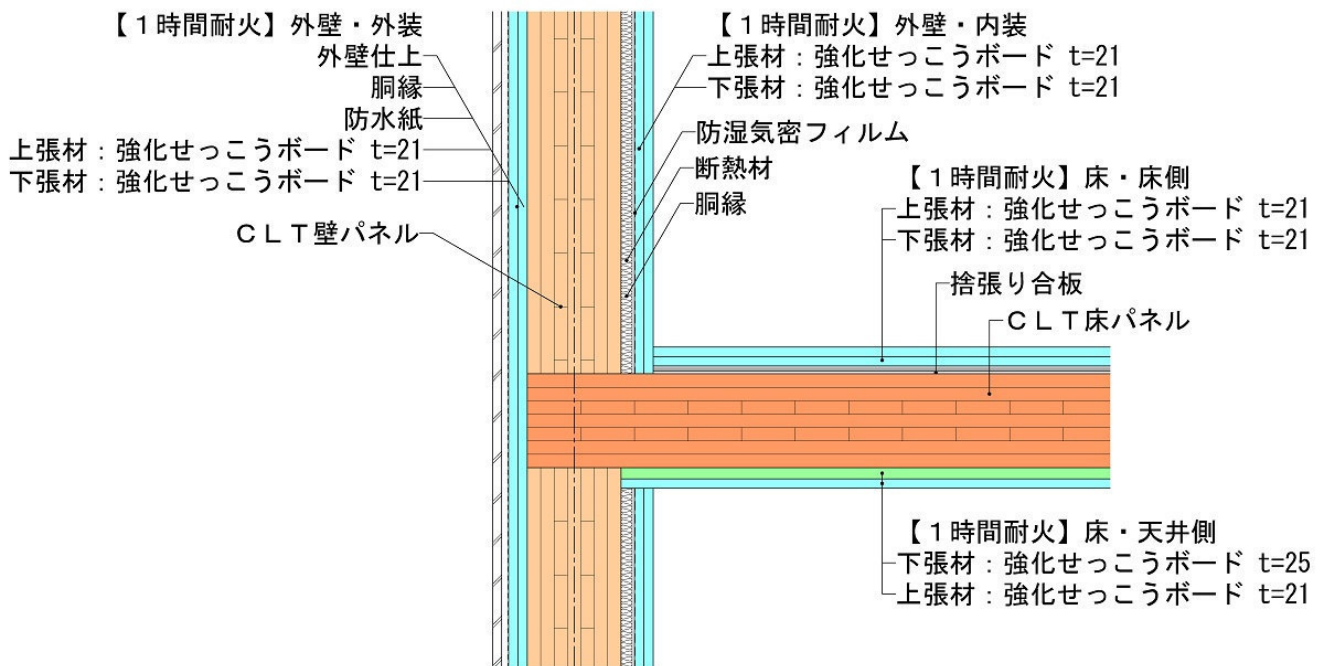 【１時間耐火】外壁・外装
外壁仕上
胴縁
防水紙
上張材：強化せっこうボード t=21
下張材：強化せっこうボード t=21
ＣＬＴ壁パネル
【１時間耐火】外壁・内装
上張材：強化せっこうボード t=21
下張材：強化せっこうボード t=21
防湿気密フィルム
断熱材
胴縁
【１時間耐火】床・床側
上張材：強化せっこうボード t=21
下張材：強化せっこうボード t=21
捨張り合板
ＣＬＴ床パネル
【１時間耐火】床・天井側
下張材：強化せっこうボード t=25
上張材：強化せっこうボード t=21